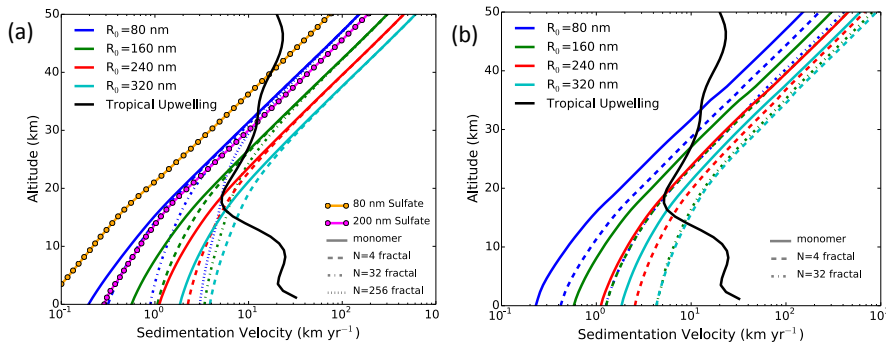 (a)
R₀=80 nm
R₀=160 nm
R₀=240 nm
R₀=320 nm
Tropical Upwelling
80 nm Sulfate
200 nm Sulfate
monomer
N=4 fractal
N=32 fractal
N=256 fractal
Altitude (km)
50
40
30
20
10
0
10⁻¹ 10⁰ 10¹ 10² 10³
Sedimentation Velocity (km yr⁻¹)
(b)
R₀=80 nm
R₀=160 nm
R₀=240 nm
R₀=320 nm
Tropical Upwelling
monomer
N=4 fractal
N=32 fractal
Altitude (km)
50
40
30
20
10
0
10⁻¹ 10⁰ 10¹ 10² 10³
Sedimentation Velocity (km yr⁻¹)